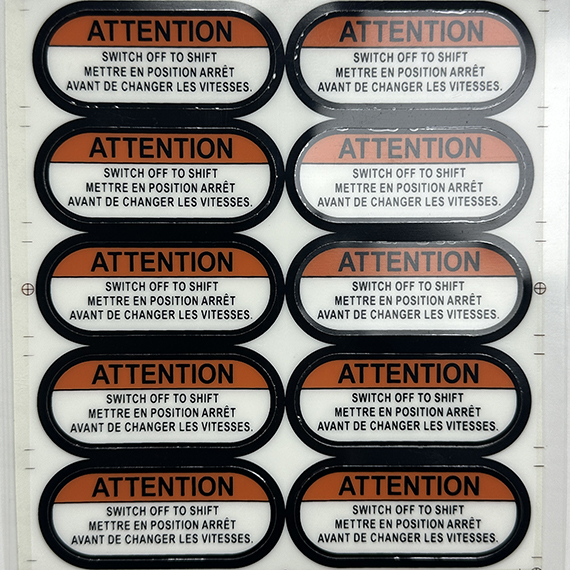 ATTENTION
SWITCH OFF TO SHIFT
METTRE EN POSITION ARRÊT
AVANT DE CHANGER LES VITESSES.
ATTENTION
SWITCH OFF TO SHIFT
METTRE EN POSITION ARRÊT
AVANT DE CHANGER LES VITESSES.
ATTENTION
SWITCH OFF TO SHIFT
METTRE EN POSITION ARRÊT
AVANT DE CHANGER LES VITESSES.
ATTENTION
SWITCH OFF TO SHIFT
METTRE EN POSITION ARRÊT
AVANT DE CHANGER LES VITESSES.
ATTENTION
SWITCH OFF TO SHIFT
METTRE EN POSITION ARRÊT
AVANT DE CHANGER LES VITESSES.
ATTENTION
SWITCH OFF TO SHIFT
METTRE EN POSITION ARRÊT
AVANT DE CHANGER LES VITESSES.
ATTENTION
SWITCH OFF TO SHIFT
METTRE EN POSITION ARRÊT
AVANT DE CHANGER LES VITESSES.
ATTENTION
SWITCH OFF TO SHIFT
METTRE EN POSITION ARRÊT
AVANT DE CHANGER LES VITESSES.
ATTENTION
SWITCH OFF TO SHIFT
METTRE EN POSITION ARRÊT
AVANT DE CHANGER LES VITESSES.
ATTENTION
SWITCH OFF TO SHIFT
METTRE EN POSITION ARRÊT
AVANT DE CHANGER LES VITESSES.